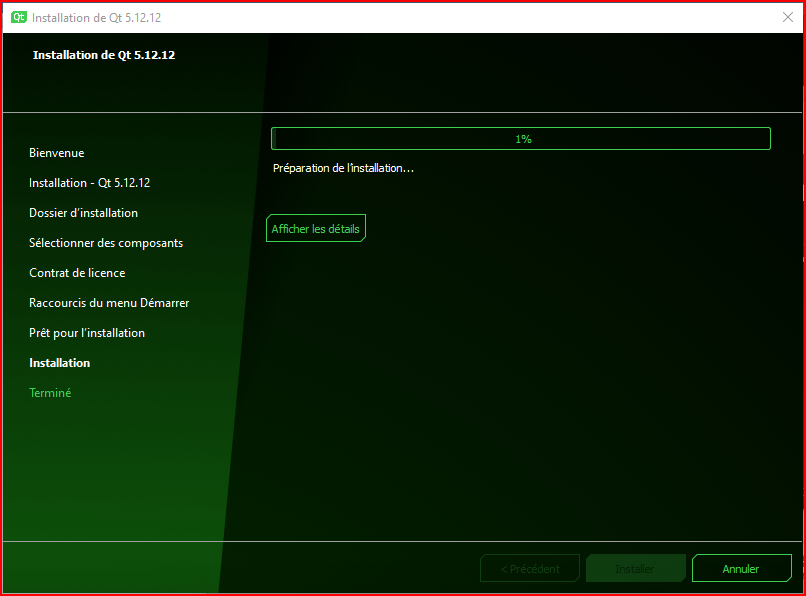 Qt Installation de Qt 5.12.12
Installation de Qt 5.12.12
1%
Préparation de l’installation…
Afficher les détails
Bienvenue
Installation - Qt 5.12.12
Dossier d’installation
Sélectionner des composants
Contrat de licence
Raccourcis du menu Démarrer
Prêt pour l’installation
Installation
Terminé
< Précédent
Installer
Annuler